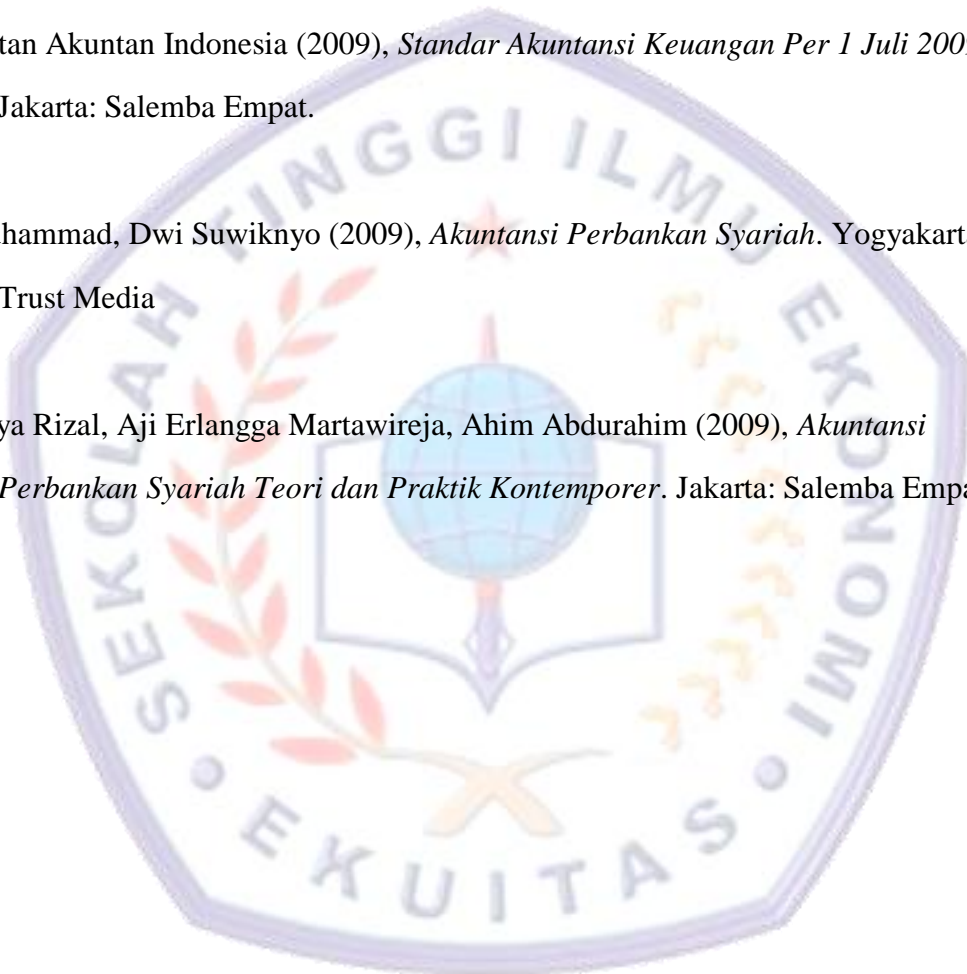 tan Akuntan Indonesia (2009), Standar Akuntansi Keuangan Per 1 Juli 200
Jakarta: Salemba Empat.
hammad, Dwi Suwiknyo (2009), Akuntansi Perbankan Syariah. Yogyakarta
Trust Media
ya Rizal, Aji Erlangga Martawireja, Ahim Abdurahim (2009), Akuntansi
Perbankan Syariah Teori dan Praktik Kontemporer. Jakarta: Salemba Empa
SEKOLAH TINGGI ILMU EKONOMI
EKUITAS